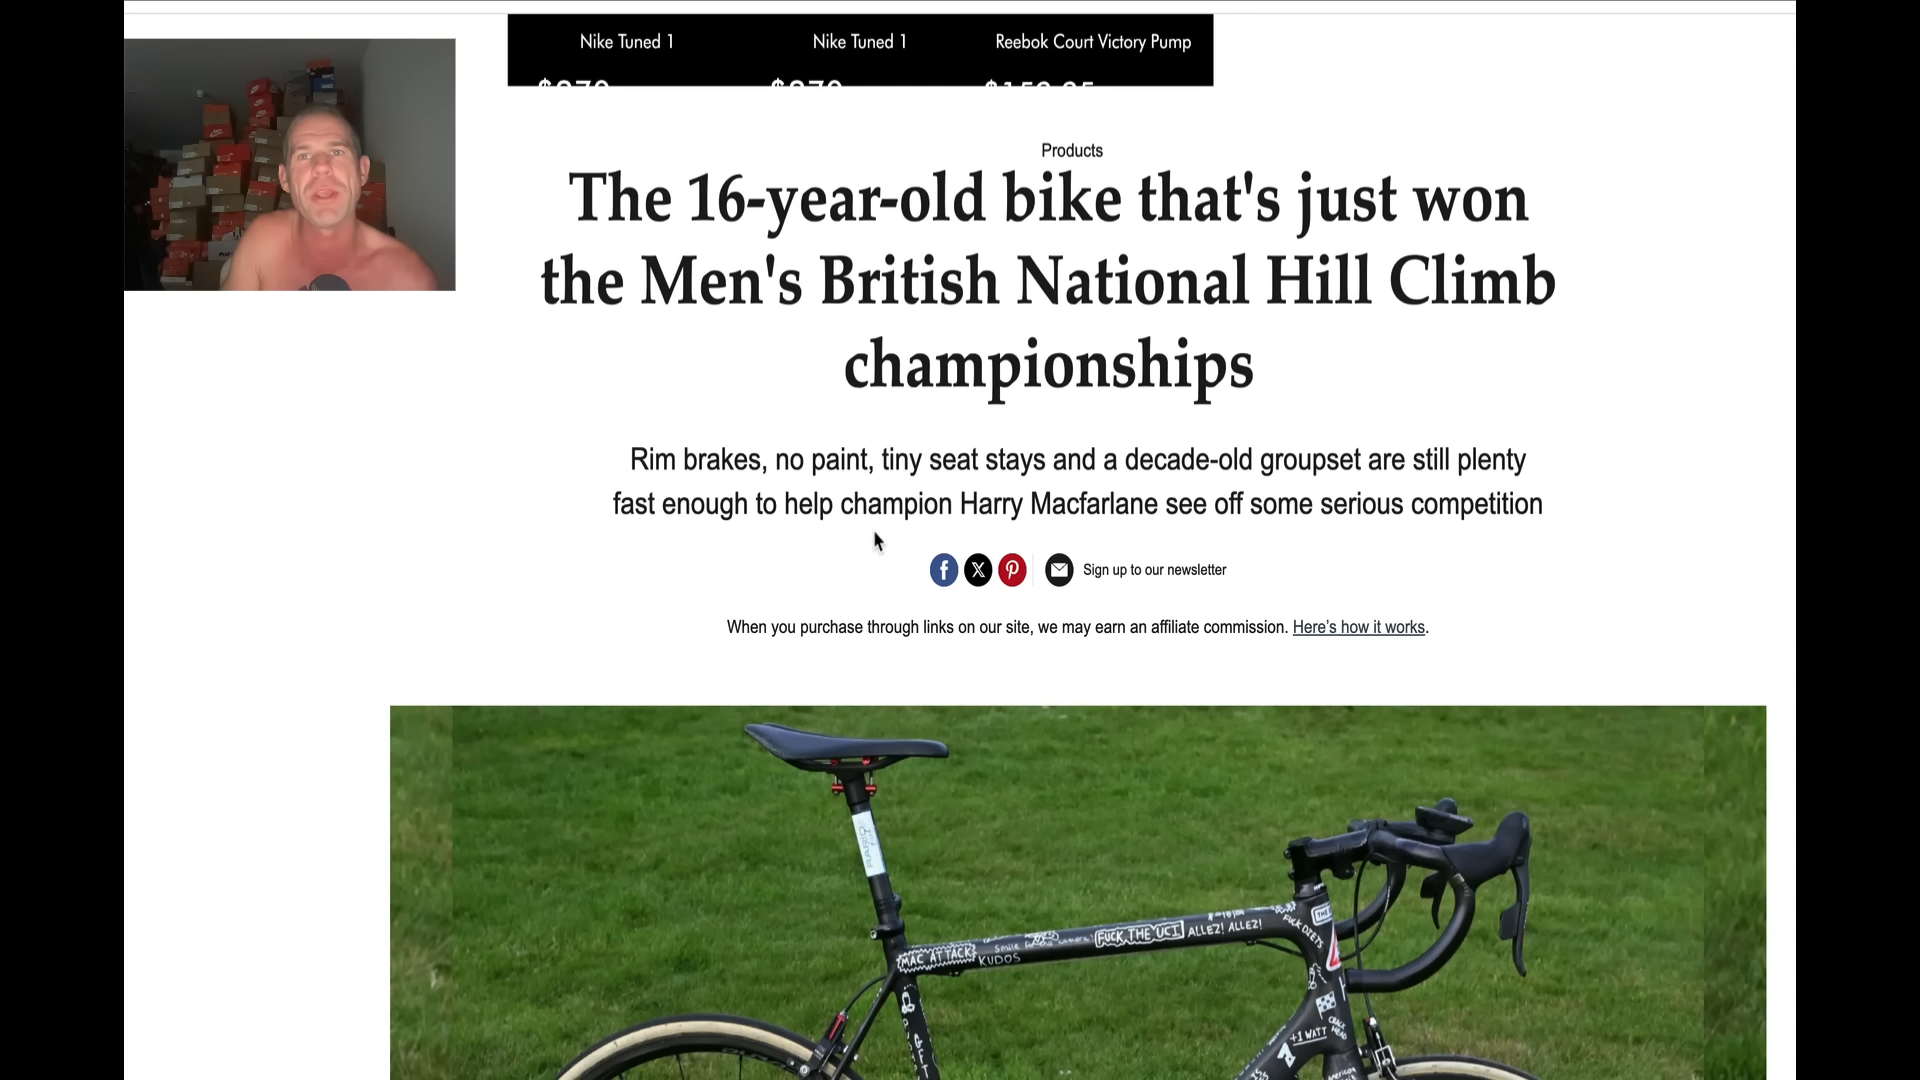 Nike Tuned 1
Nike Tuned 1
Reebok Court Victory Pump
Products
The 16-year-old bike that's just won
the Men's British National Hill Climb
championships
Rim brakes, no paint, tiny seat stays and a decade-old groupset are still plenty
fast enough to help champion Harry Macfarlane see off some serious competition
f X Sign up to our newsletter
When you purchase through links on our site, we may earn an affiliate commission. Here's how it works.
MAC ATTACK
KUDOS
FUCK THE UCI
ALLEZ! ALLEZ!
FUCK DIETS
+1 WATT